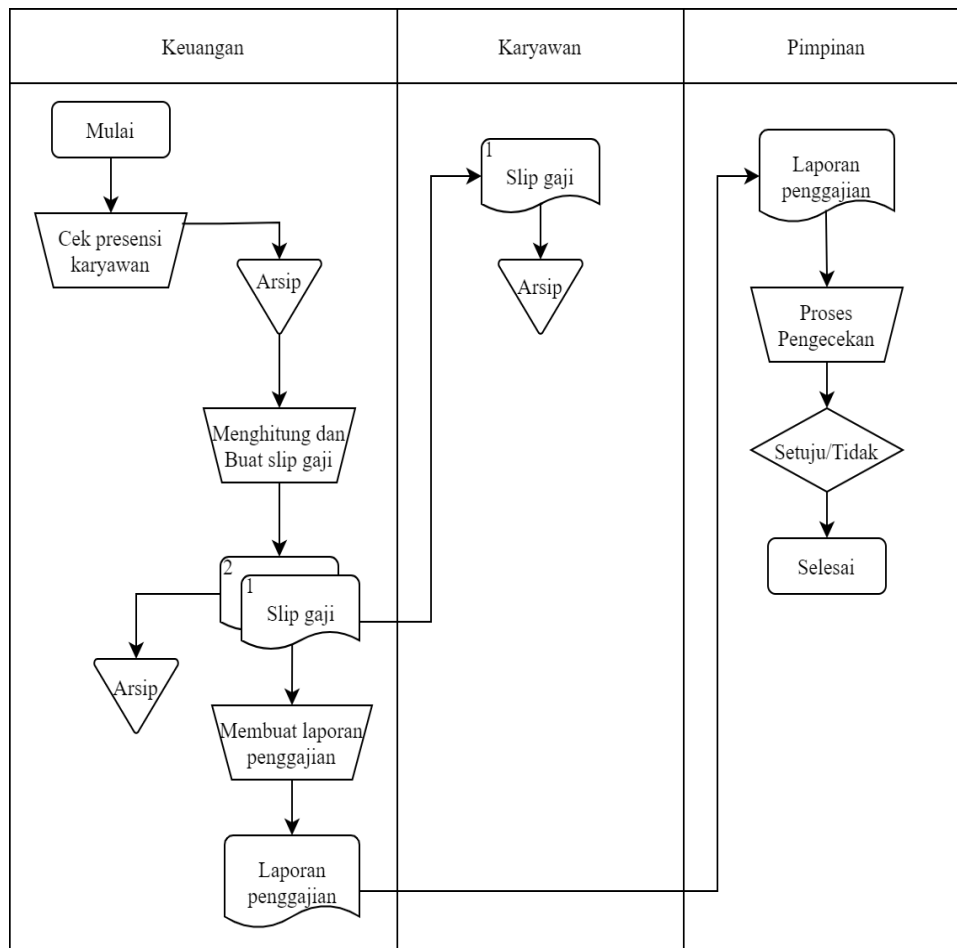 Keuangan
Karyawan
Pimpinan
Mulai
Cek presensi
karyawan
Arsip
Menghitung dan
Buat slip gaji
2
1
Slip gaji
Arsip
Membuat laporan
penggajian
Laporan
penggajian
1
Slip gaji
Arsip
Laporan
penggajian
Proses
Pengecekan
Setuju/Tidak
Selesai